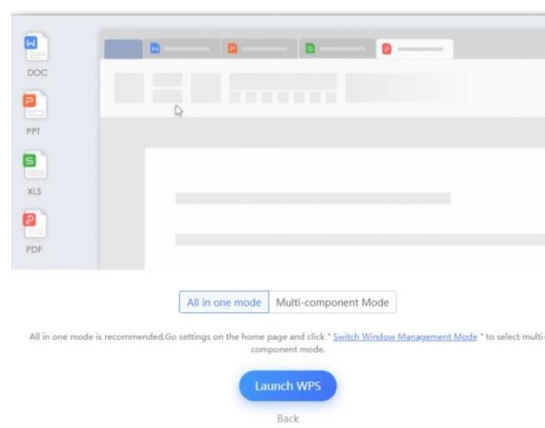 W
DOC
P
PPT
S
XLS
P
PDF
W
P
S
P
All in one mode
Multi-component Mode
All in one mode is recommended.Go settings on the home page and click " Switch Window Management Mode " to select multi-
component mode.
Launch WPS
Back